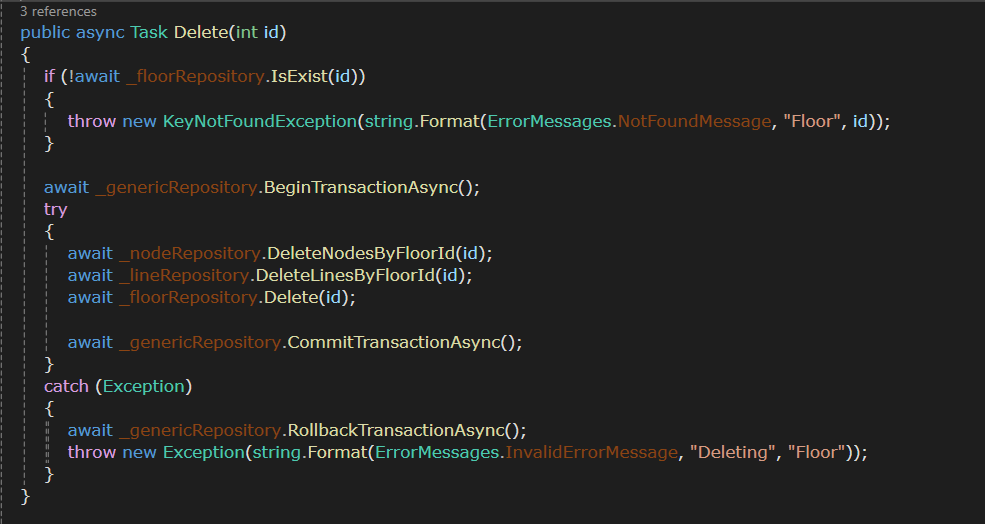 3 references
public async Task Delete(int id)
{
if (!await _floorRepository.IsExist(id))
{
throw new KeyNotFoundException(string.Format(ErrorMessages.NotFoundMessage, "Floor", id));
}
await _genericRepository.BeginTransactionAsync();
try
{
await _nodeRepository.DeleteNodesByFloorId(id);
await _lineRepository.DeleteLinesByFloorId(id);
await _floorRepository.Delete(id);
await _genericRepository.CommitTransactionAsync();
}
catch (Exception)
{
await _genericRepository.RollbackTransactionAsync();
throw new Exception(string.Format(ErrorMessages.InvalidErrorMessage, "Deleting", "Floor"));
}
}